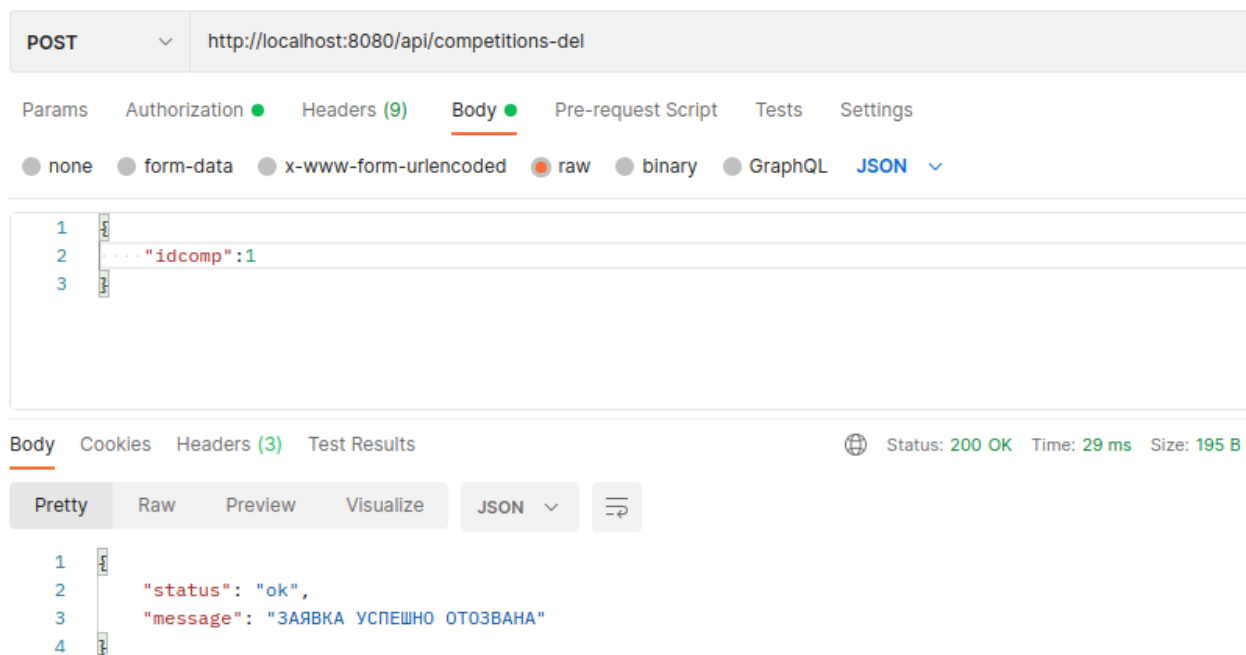 POST http://localhost:8080/api/competitions-del
Params Authorization Headers (9) Body Pre-request Script Tests Settings
none form-data x-www-form-urlencoded raw binary GraphQL JSON
1 {
2 "idcomp":1
3 }
Body Cookies Headers (3) Test Results Status: 200 OK Time: 29 ms Size: 195 B
Pretty Raw Preview Visualize JSON
1 {
2 "status": "ok",
3 "message": "ЗАЯВКА УСПЕШНО ОТОЗВАНА"
4 }